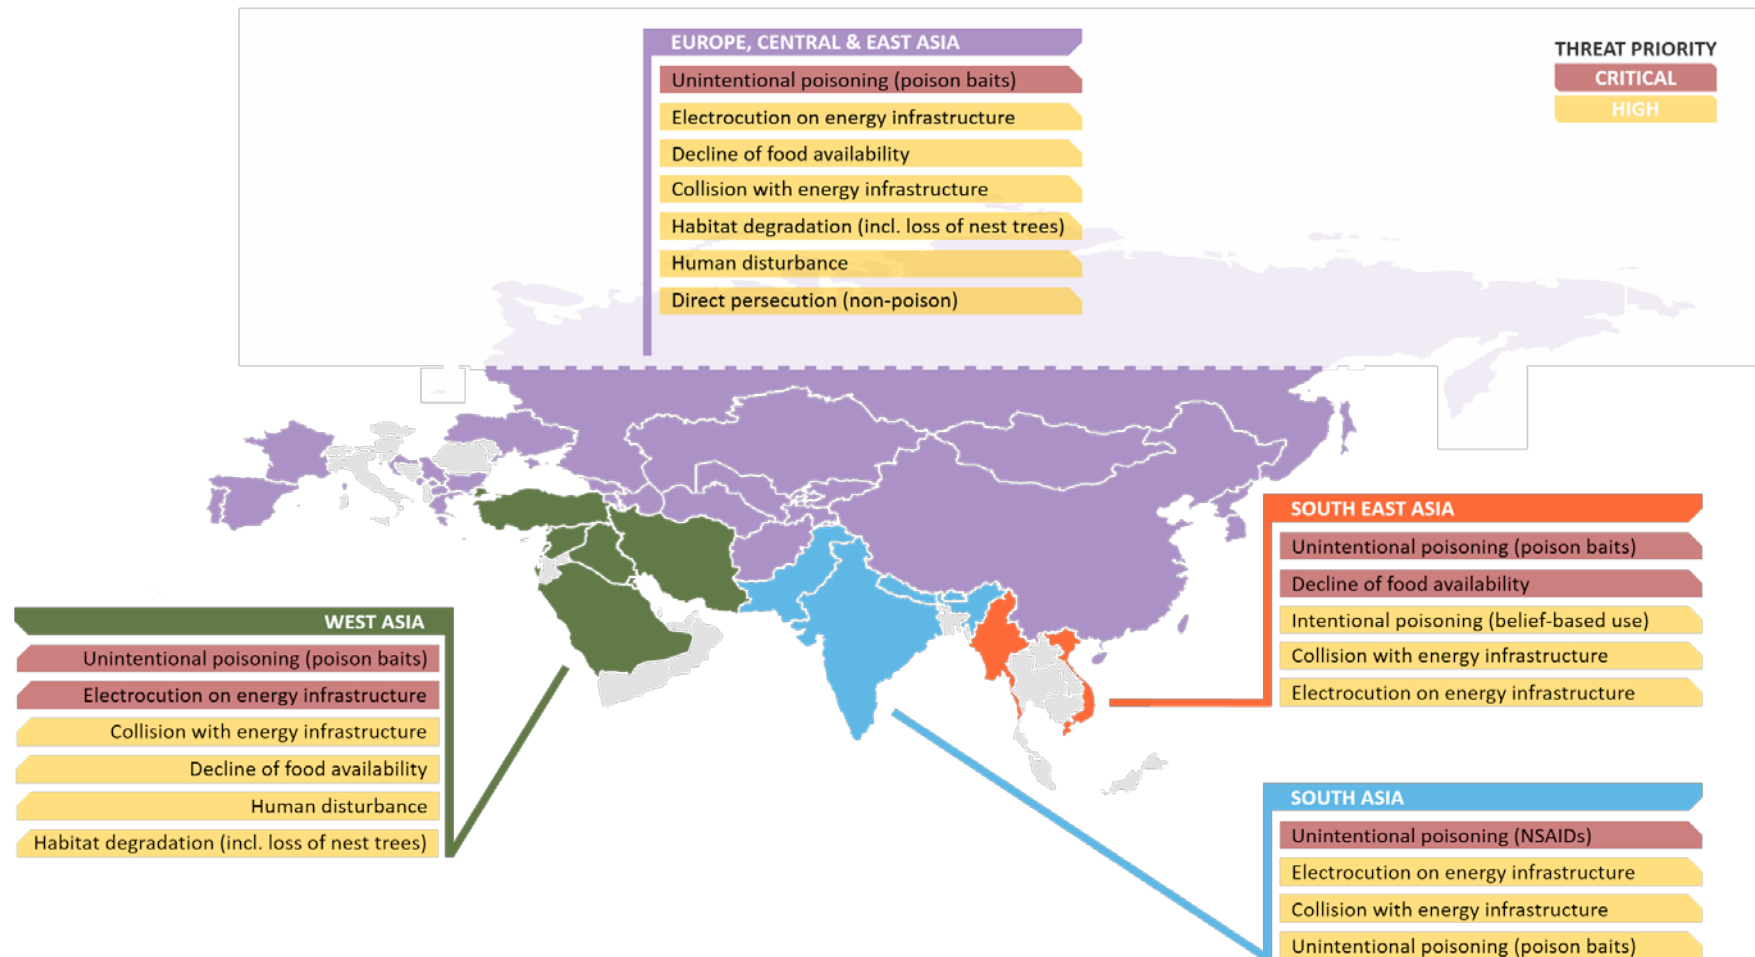 EUROPE, CENTRAL & EAST ASIA
Unintentional poisoning (poison baits)
Electrocution on energy infrastructure
Decline of food availability
Collision with energy infrastructure
Habitat degradation (incl. loss of nest trees)
Human disturbance
Direct persecution (non-poison)
THREAT PRIORITY
CRITICAL
HIGH
WEST ASIA
Unintentional poisoning (poison baits)
Electrocution on energy infrastructure
Collision with energy infrastructure
Decline of food availability
Human disturbance
Habitat degradation (incl. loss of nest trees)
SOUTH EAST ASIA
Unintentional poisoning (poison baits)
Decline of food availability
Intentional poisoning (belief-based use)
Collision with energy infrastructure
Electrocution on energy infrastructure
SOUTH ASIA
Unintentional poisoning (NSAIDs)
Electrocution on energy infrastructure
Collision with energy infrastructure
Unintentional poisoning (poison baits)